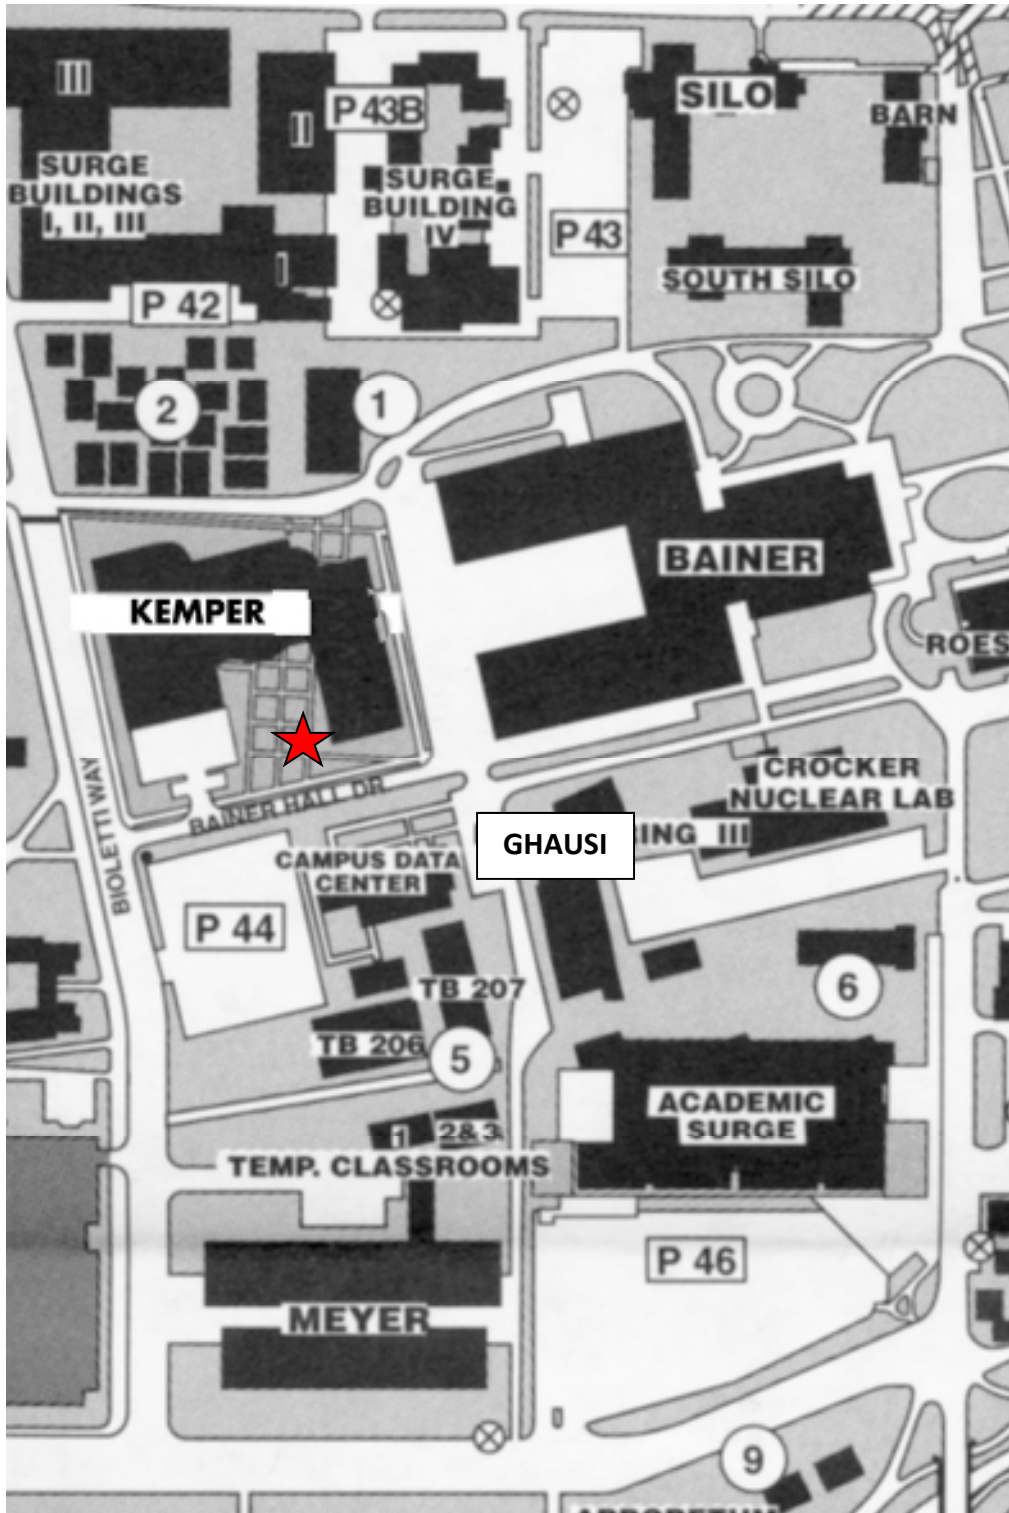 III
II
P 43B
SILO
BARN
SURGE
BUILDINGS
I, II, III
SURGE
BUILDING
IV
P 43
I
SOUTH SILO
P 42
2
1
BAINER
KEMPER
ROES
BIOLETTI WAY
BAINER HALL DR.
CROCKER
NUCLEAR LAB
GHAUSI
RING III
CAMPUS DATA
CENTER
P 44
TB 207
6
TB 206
5
ACADEMIC
SURGE
1
2&3
TEMP. CLASSROOMS
P 46
MEYER
9
ARBORETUM